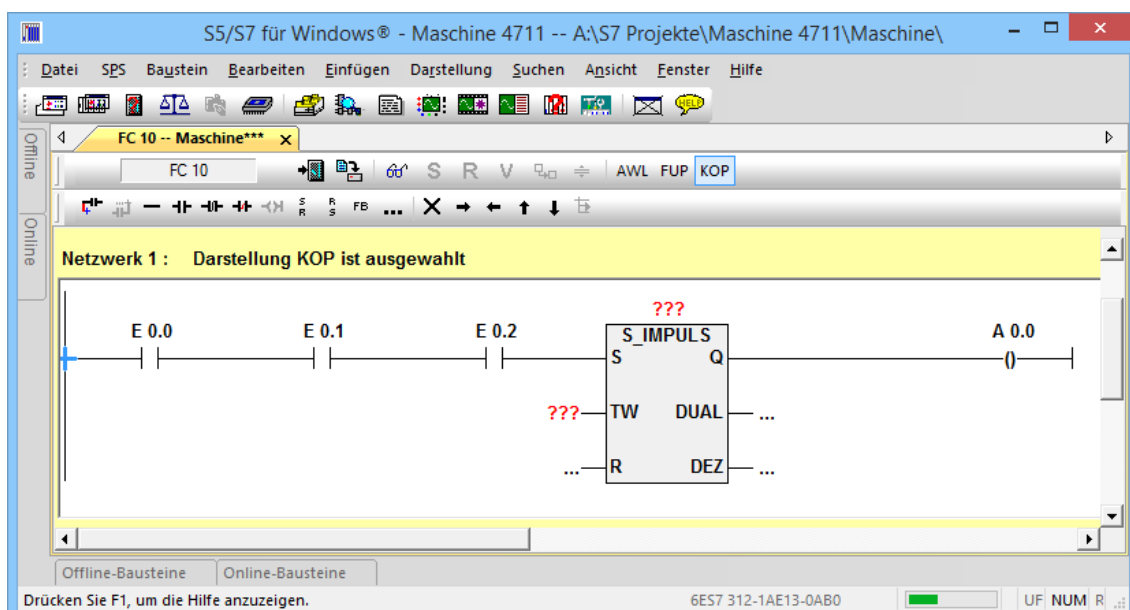 S5/S7 für Windows® - Maschine 4711 -- A:\S7 Projekte\Maschine 4711\Maschine\
Datei SPS Baustein Bearbeiten Einfügen Darstellung Suchen Ansicht Fenster Hilfe
HELP
Offline
Online
FC 10 -- Maschine*** x
FC 10 S R V AWL FUP KOP
S R R S FB ...
Netzwerk 1 : Darstellung KOP ist ausgewahlt
???
E 0.0 E 0.1 E 0.2 S_IMPULS A 0.0
S Q ()
??? TW DUAL ...
... R DEZ ...
Offline-Bausteine Online-Bausteine
Drücken Sie F1, um die Hilfe anzuzeigen. 6ES7 312-1AE13-0AB0 UF NUM R